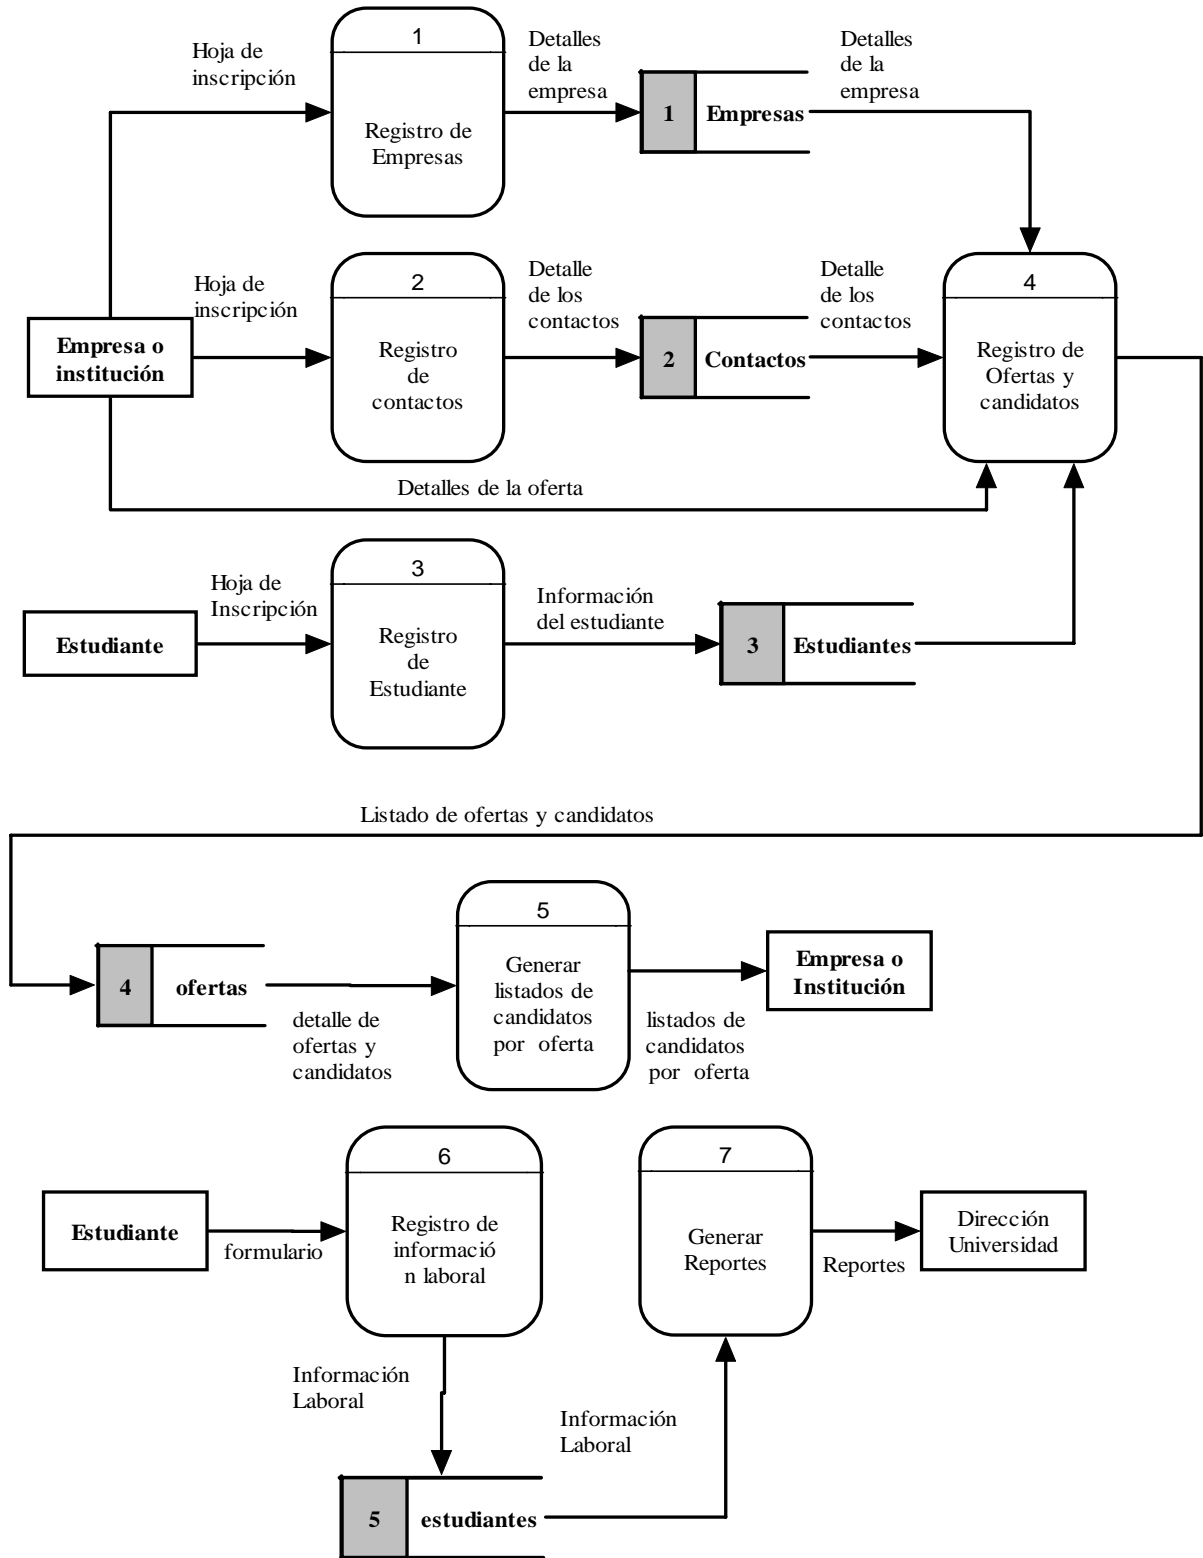 1
Hoja de
inscripción
Registro de
Empresas
Detalles
de la
empresa
1 Empresas
Detalles
de la
empresa
Hoja de
inscripción
2
Registro
de
contactos
Detalle
de los
contactos
2 Contactos
Detalle
de los
contactos
4
Registro de
Ofertas y
candidatos
Empresa o
institución
Detalles de la oferta
Estudiante
Hoja de
Inscripción
3
Registro
de
Estudiante
Información
del estudiante
3 Estudiantes
Listado de ofertas y candidatos
4 ofertas
detalle de
ofertas y
candidatos
5
Generar
listados de
candidatos
por oferta
listados de
candidatos
por oferta
Empresa o
Institución
Estudiante
formulario
6
Registro de
informació
n laboral
7
Generar
Reportes
Reportes
Dirección
Universidad
Información
Laboral
Información
Laboral
5 estudiantes